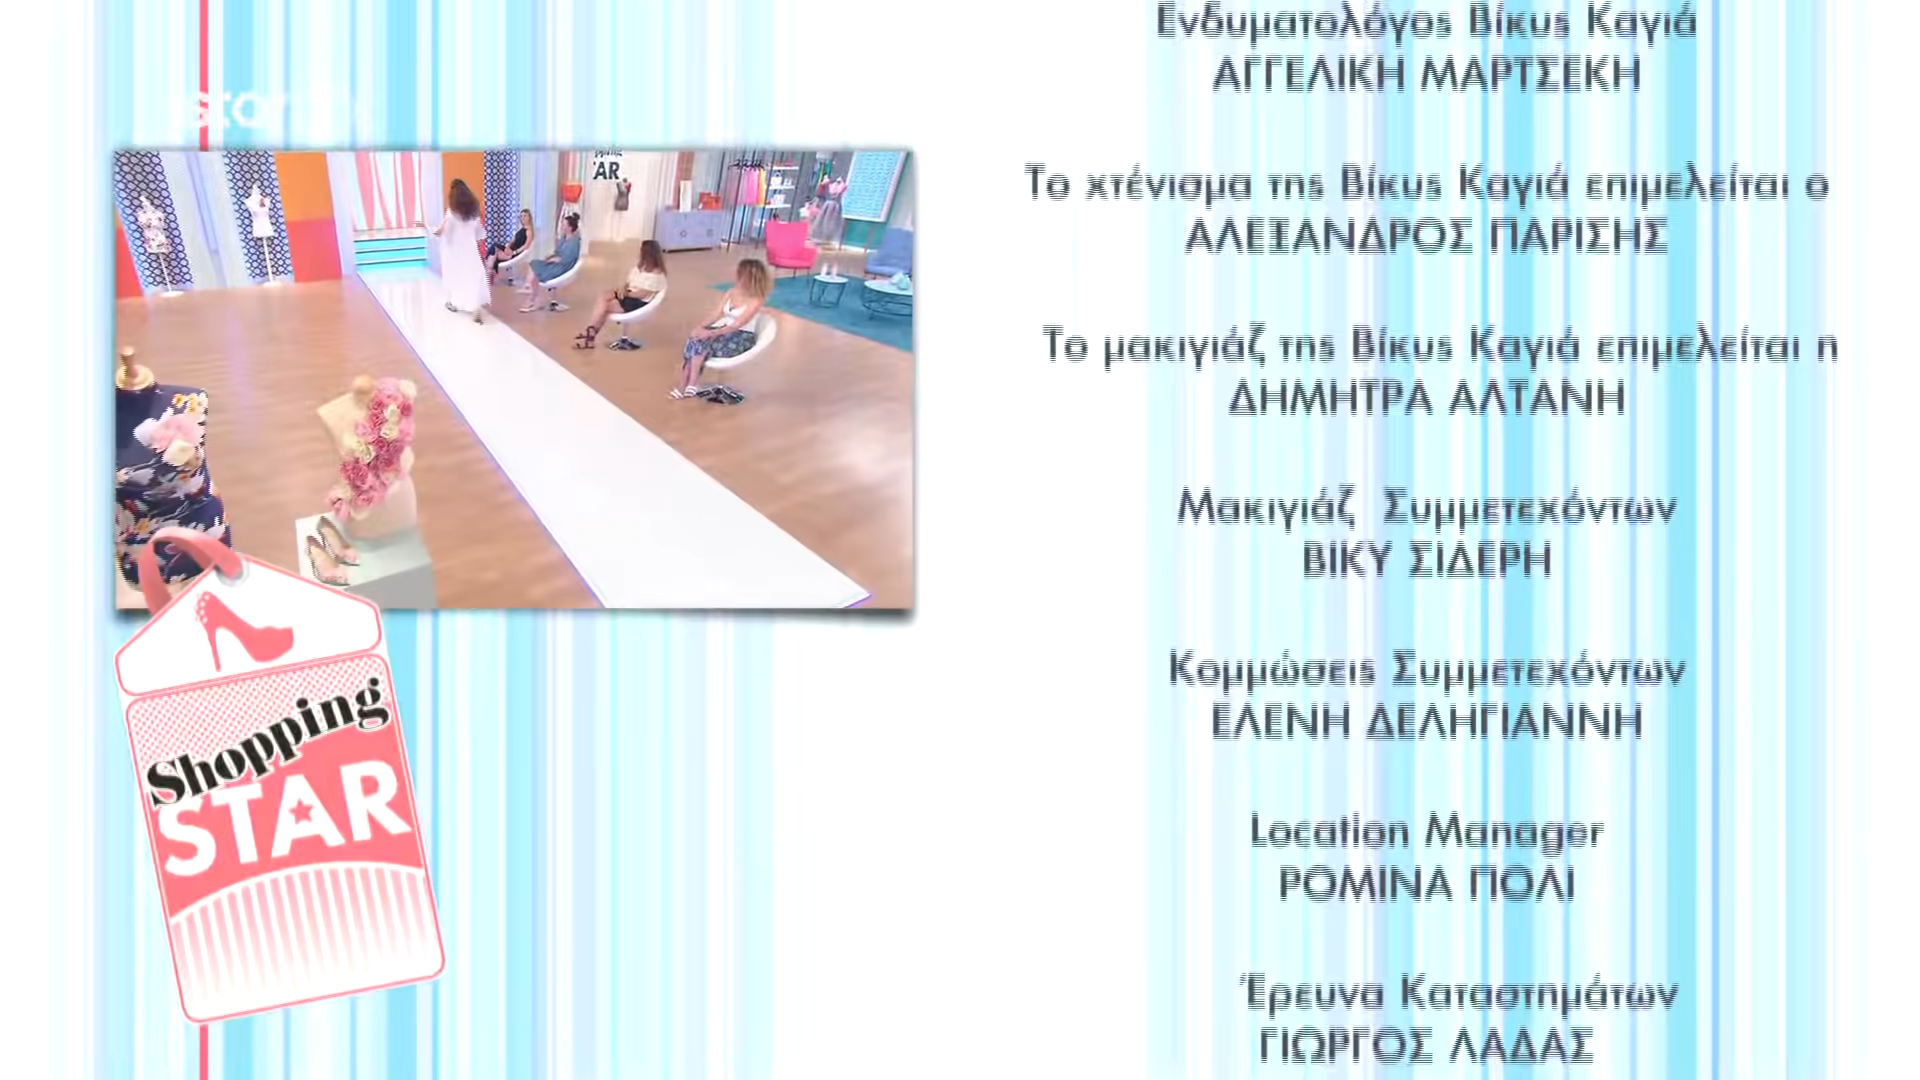 Ενδυματολόγος Βίκυς Καγιά
ΑΓΓΕΛΙΚΗ ΜΑΡΤΣΕΚΗ
Το χτένισμα της Βίκυς Καγιά επιμελείται ο
ΑΛΕΞΑΝΔΡΟΣ ΠΑΡΙΣΗΣ
Το μακιγιάζ της Βίκυς Καγιά επιμελείται η
ΔΗΜΗΤΡΑ ΑΛΤΑΝΗ
Μακιγιάζ Συμμετεχόντων
ΒΙΚΥ ΣΙΔΕΡΗ
Κομμώσεις Συμμετεχόντων
ΕΛΕΝΗ ΔΕΛΗΓΙΑΝΝΗ
Location Manager
ΡΟΜΙΝΑ ΠΟΛΙ
Έρευνα Καταστημάτων
ΓΙΩΡΓΟΣ ΛΑΔΑΣ
Shopping
STAR